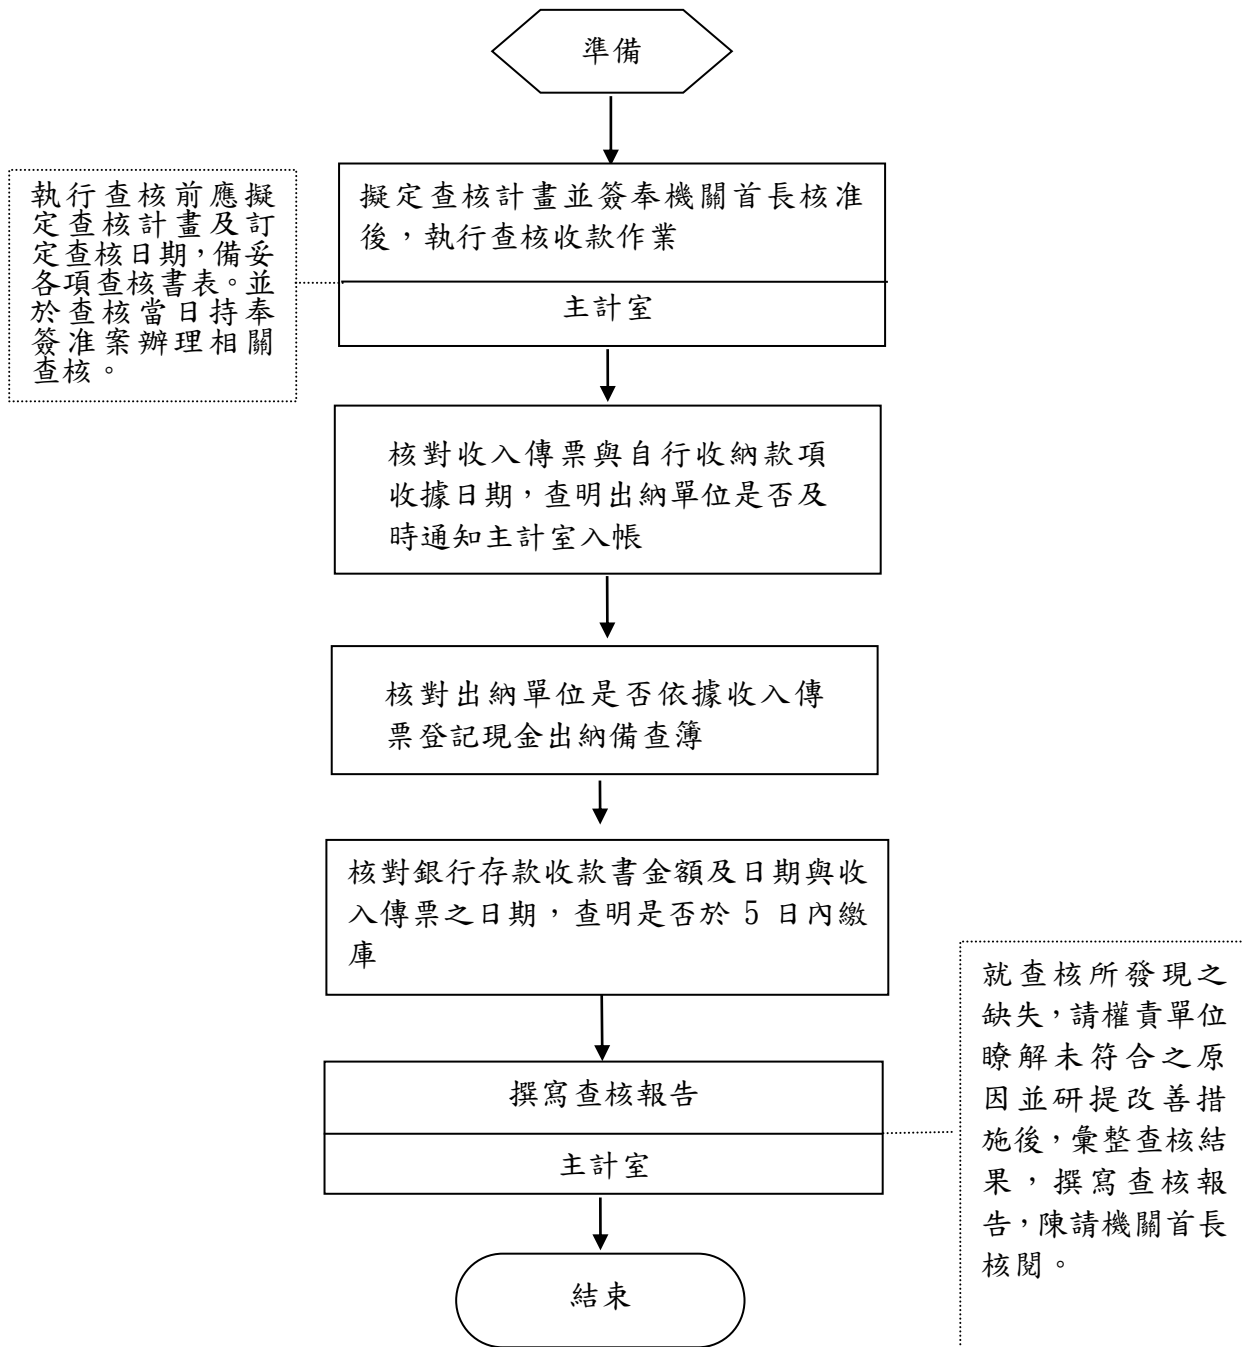 準備
擬定查核計畫並簽奉機關首長核准
後，執行查核收款作業
主計室
執行查核前應擬
定查核計畫及訂
定查核日期，備妥
各項查核書表。並
於查核當日持奉
簽准案辦理相關
查核。
核對收入傳票與自行收納款項
收據日期，查明出納單位是否及
時通知主計室入帳
核對出納單位是否依據收入傳
票登記現金出納備查簿
核對銀行存款收款書金額及日期與收
入傳票之日期，查明是否於 5 日內繳
庫
撰寫查核報告
主計室
就查核所發現之
缺失，請權責單位
瞭解未符合之原
因並研提改善措
施後，彙整查核結
果，撰寫查核報
告，陳請機關首長
核閱。
結束